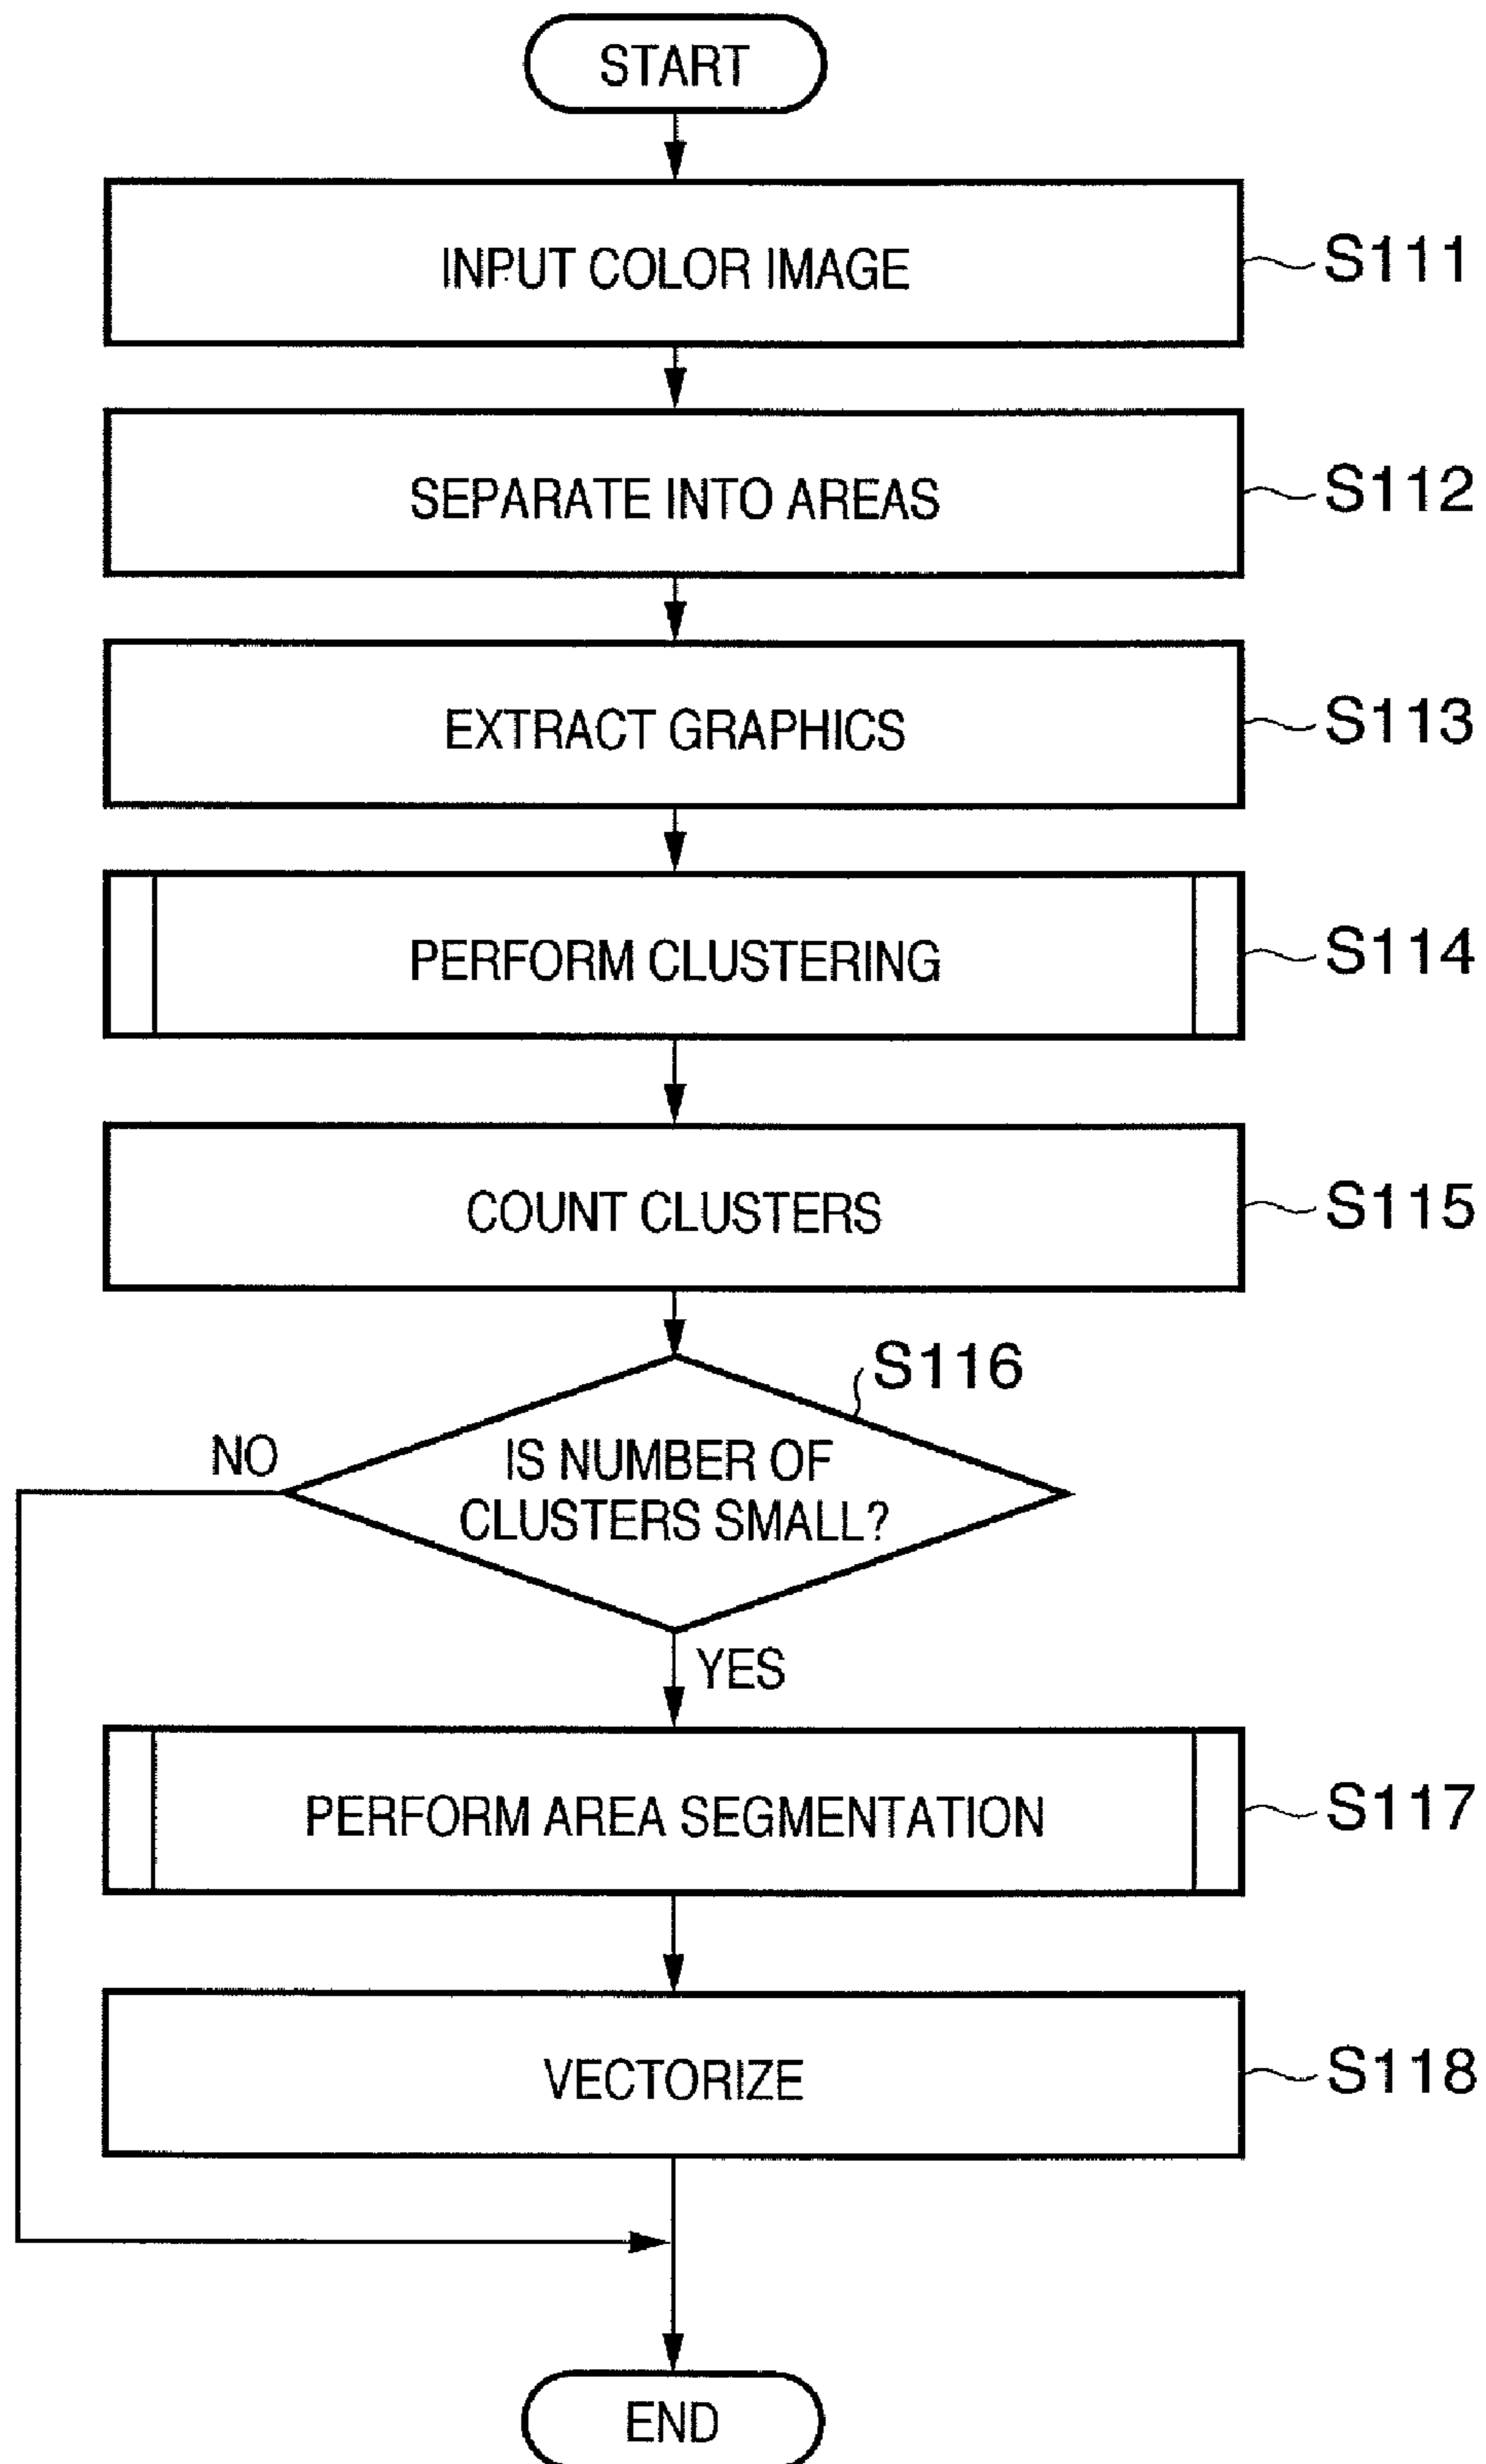 START
INPUT COLOR IMAGE
S111
SEPARATE INTO AREAS
S112
EXTRACT GRAPHICS
S113
PERFORM CLUSTERING
S114
COUNT CLUSTERS
S115
S116
NO
IS NUMBER OF
CLUSTERS SMALL?
YES
PERFORM AREA SEGMENTATION
S117
VECTORIZE
S118
END